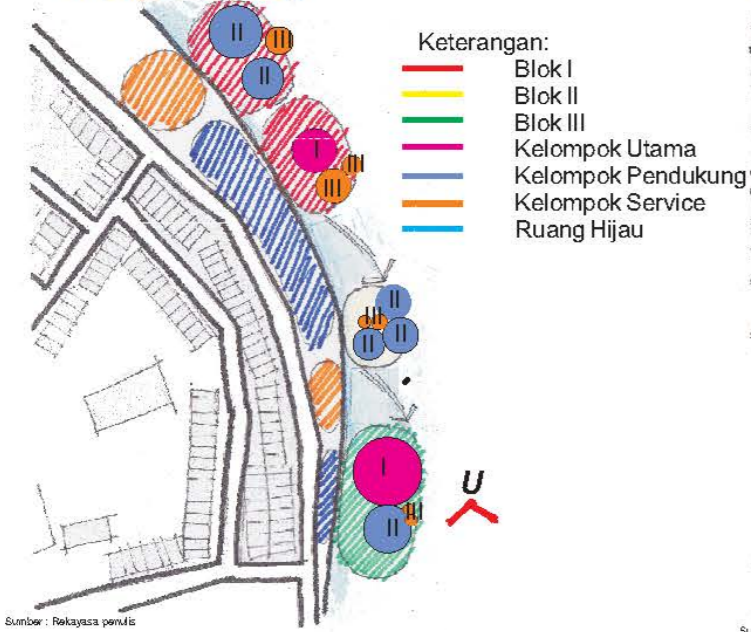 II
III
II
I
III
III
II
III
II
II
I
III
II
Keterangan:
Blok I
Blok II
Blok III
Kelompok Utama
Kelompok Pendukung
Kelompok Service
Ruang Hijau
U
Sumber : Rekayasa penulis